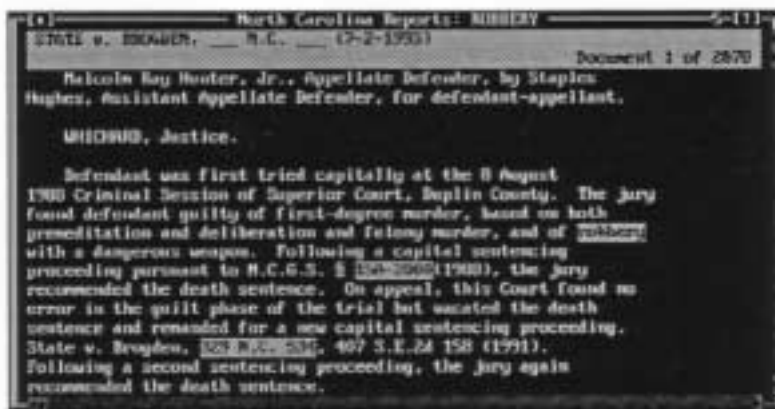 North Carolina Reports: ROBBERY
STATE v. BROGDEN, ___ N.C. ___ (7-2-1993)
Document 1 of 2070
Malcolm Ray Hunter, Jr., Appellate Defender, by Staples
Hughes, Assistant Appellate Defender, for defendant-appellant.
WHICHARD, Justice.
Defendant was first tried capitally at the 8 August
1988 Criminal Session of Superior Court, Duplin County. The jury
found defendant guilty of first-degree murder, based on both
premeditation and deliberation and felony murder, and of robbery
with a dangerous weapon. Following a capital sentencing
proceeding pursuant to N.C.G.S. § (1988), the jury
recommended the death sentence. On appeal, this Court found no
error in the guilt phase of the trial but vacated the death
sentence and remanded for a new capital sentencing proceeding.
State v. Brogden, 329 N.C. 534, 407 S.E.2d 158 (1991).
Following a second sentencing proceeding, the jury again
recommended the death sentence.